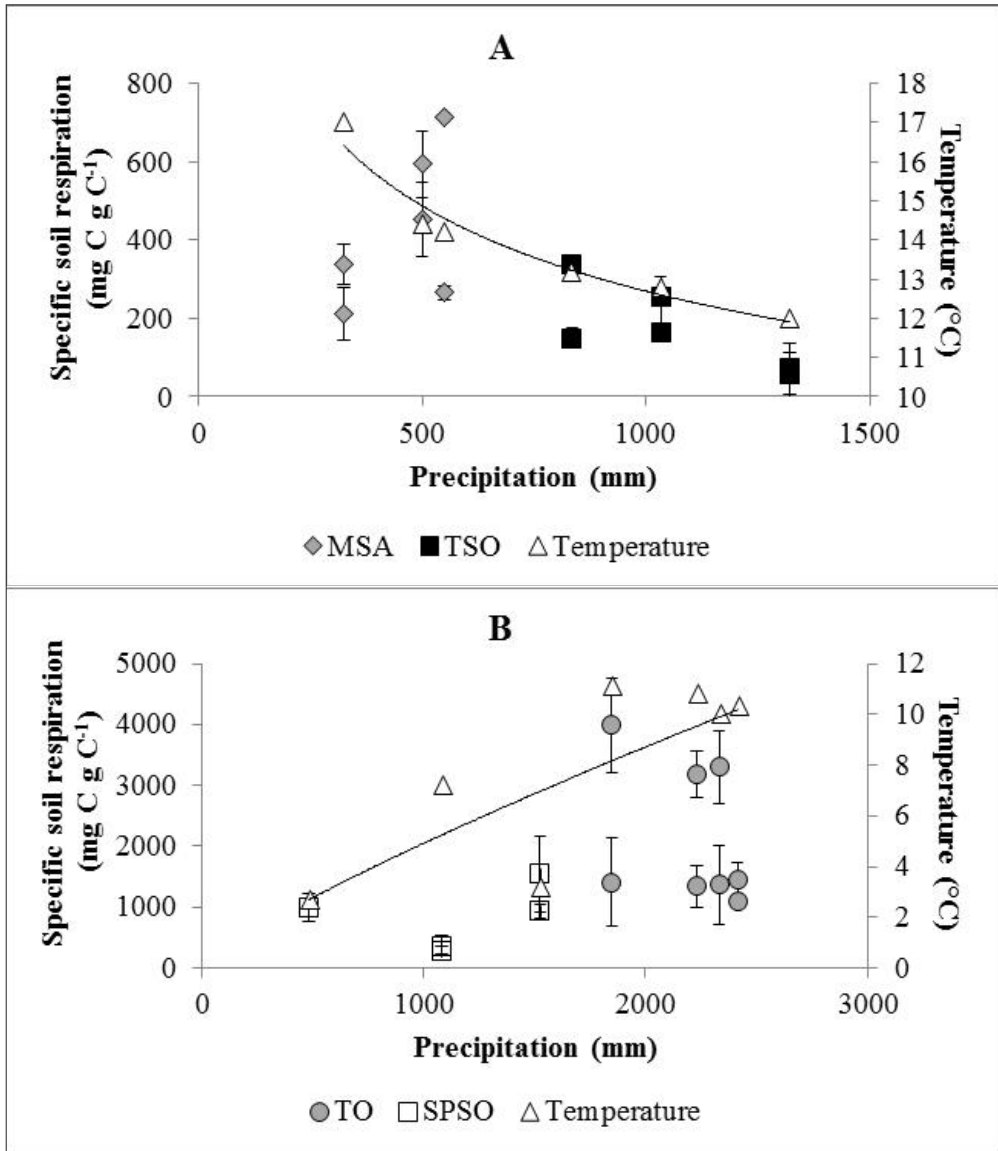 A
Specific soil respiration
(mg C g C-1)
800
600
400
200
0
18
17
16
15
14
13
12
11
10
Temperature (°C)
0 500 1000 1500
Precipitation (mm)
MSA TSO Temperature
B
Specific soil respiration
(mg C g C-1)
5000
4000
3000
2000
1000
0
12
10
8
6
4
2
0
Temperature (°C)
0 1000 2000 3000
Precipitation (mm)
TO SPSO Temperature